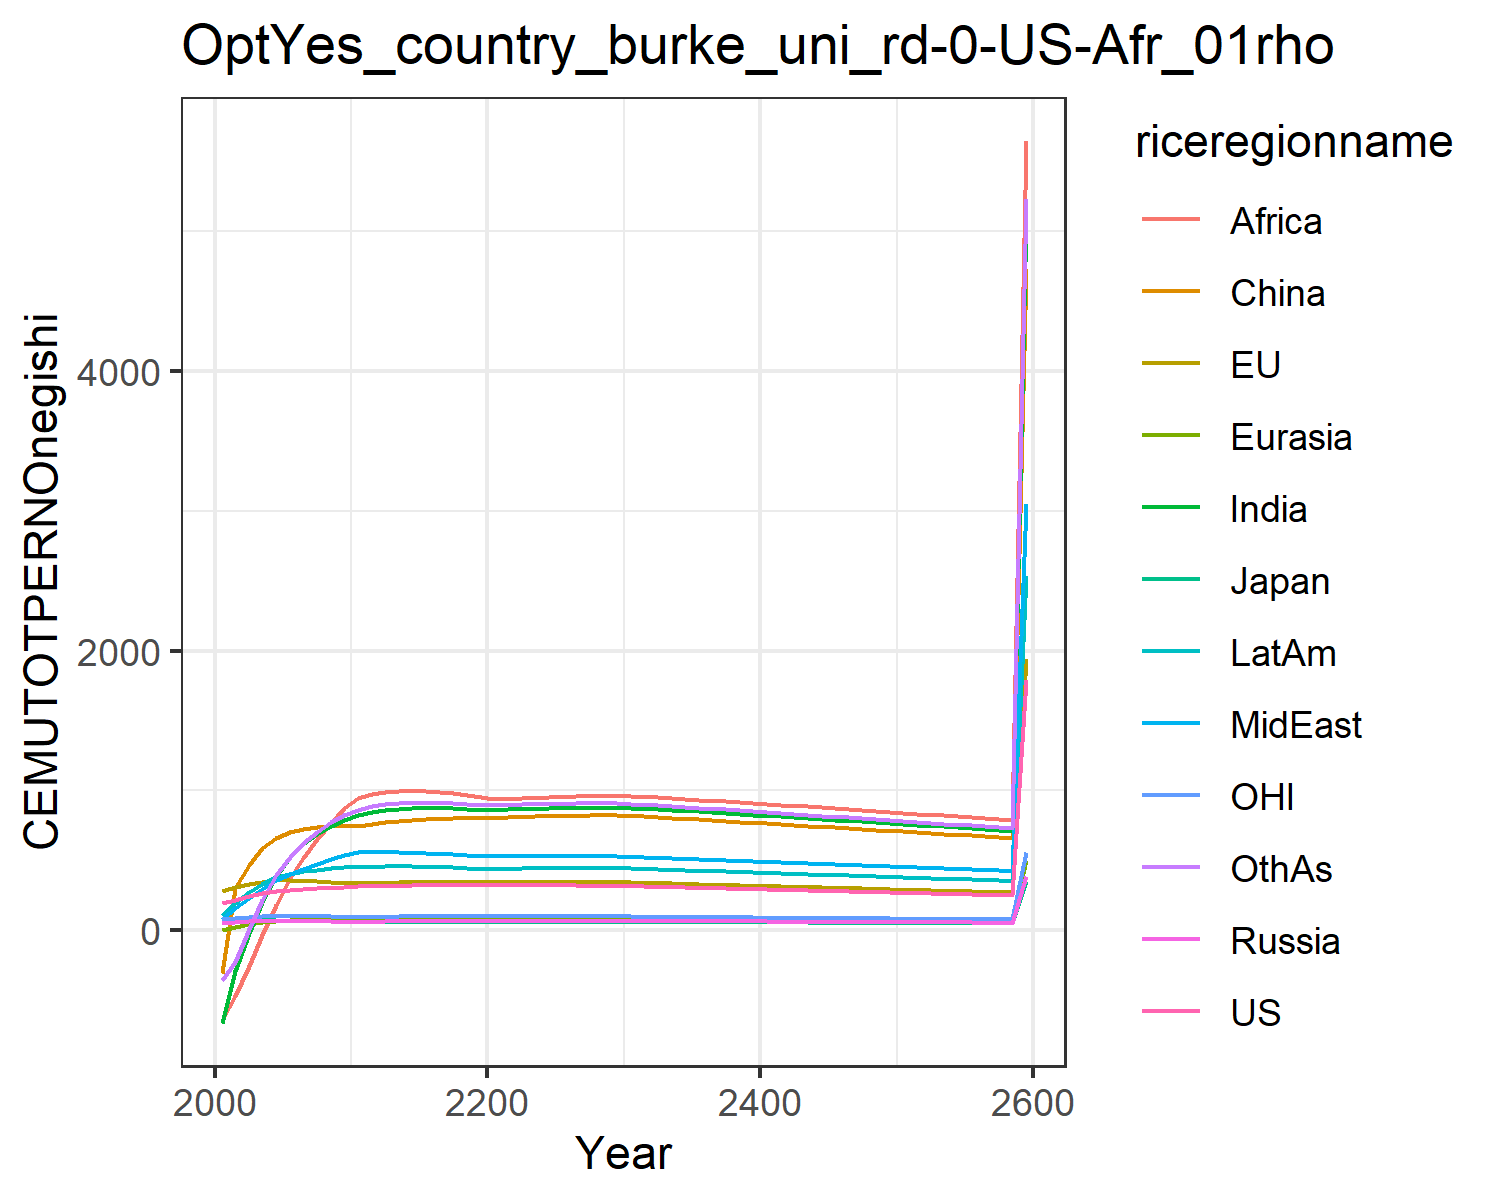 OptYes_country_burke_uni_rd-0-US-Afr_01rho
CEMUTOTPERNOnegishi
4000
2000
0
2000
2200
2400
2600
Year
riceregionname
Africa
China
EU
Eurasia
India
Japan
LatAm
MidEast
OHI
OthAs
Russia
US